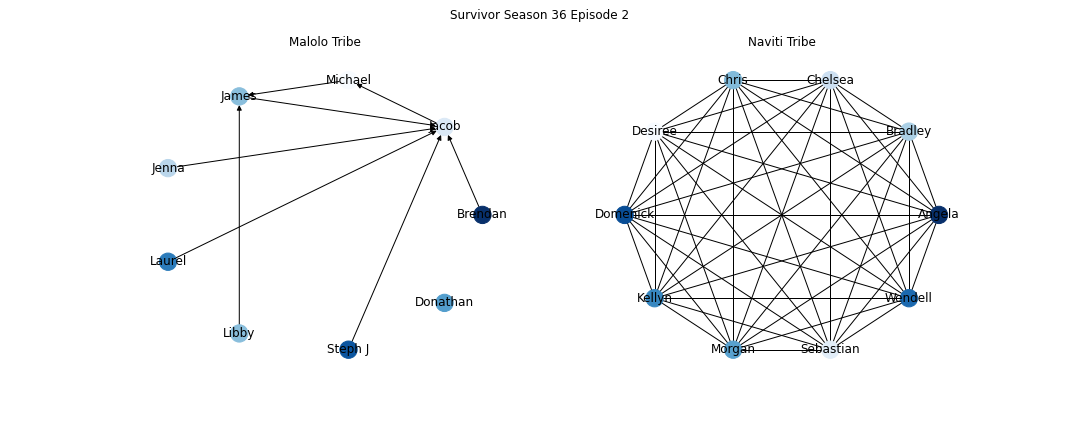 Survivor Season 36 Episode 2
Malolo Tribe
Naviti Tribe
Michael
James
Jacob
Jenna
Brendan
Laurel
Donathan
Libby
Steph J
Chris
Chelsea
Desiree
Bradley
Domenick
Angela
Kellyn
Wendell
Morgan
Sebastian